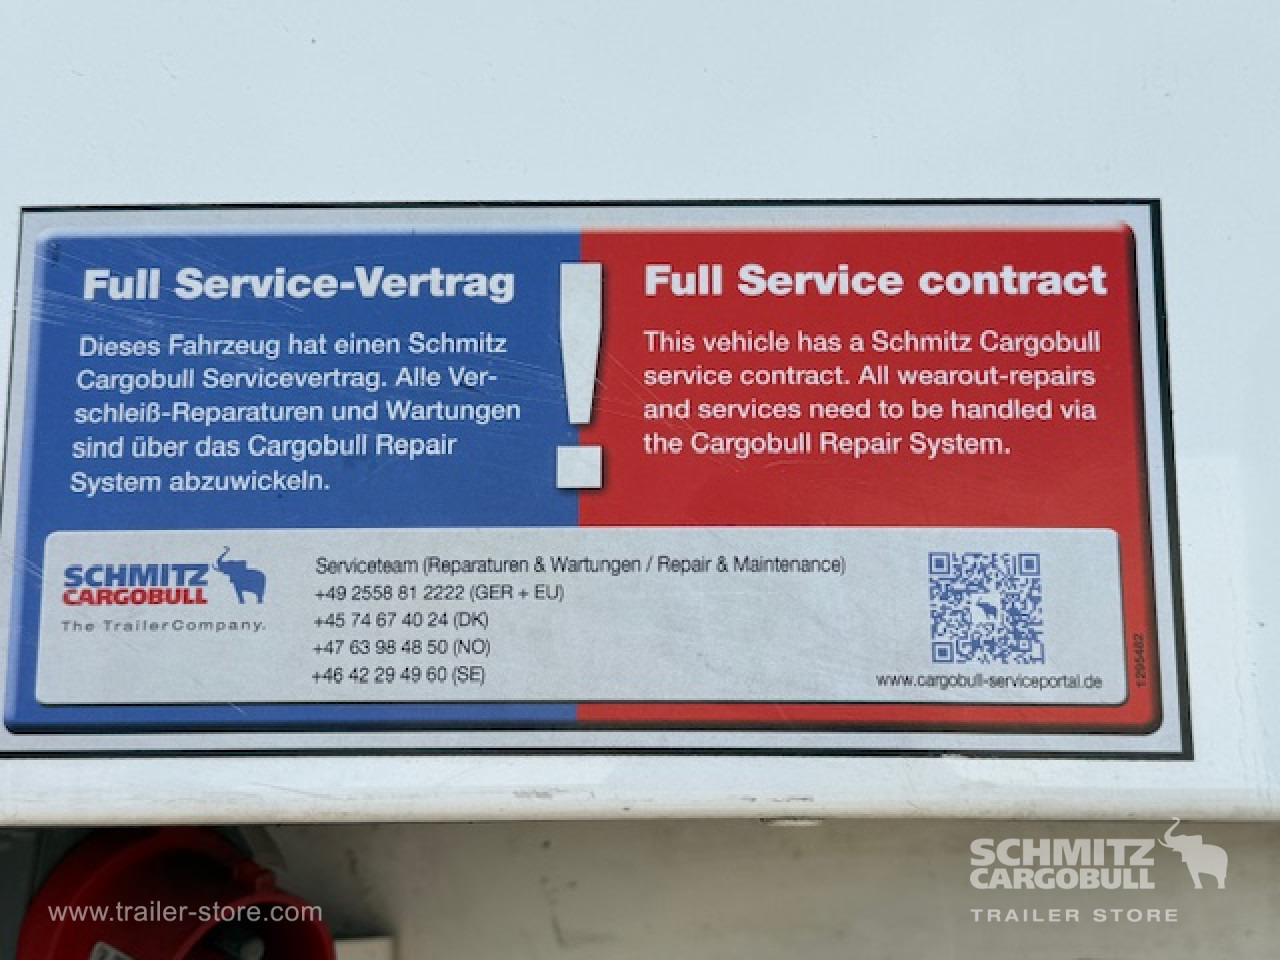 Full Service-Vertrag
Dieses Fahrzeug hat einen Schmitz
Cargobull Servicevertrag. Alle Ver-
schleiß-Reparaturen und Wartungen
sind über das Cargobull Repair
System abzuwickeln.
!
Full Service contract
This vehicle has a Schmitz Cargobull
service contract. All wearout-repairs
and services need to be handled via
the Cargobull Repair System.
SCHMITZ
CARGOBULL
The TrailerCompany.
Serviceteam (Reparaturen & Wartungen / Repair & Maintenance)
+49 2558 81 2222 (GER + EU)
+45 74 67 40 24 (DK)
+47 63 98 48 50 (NO)
+46 42 29 49 60 (SE)
www.cargobull-serviceportal.de
1295482
www.trailer-store.com
SCHMITZ
CARGOBULL
TRAILER STORE